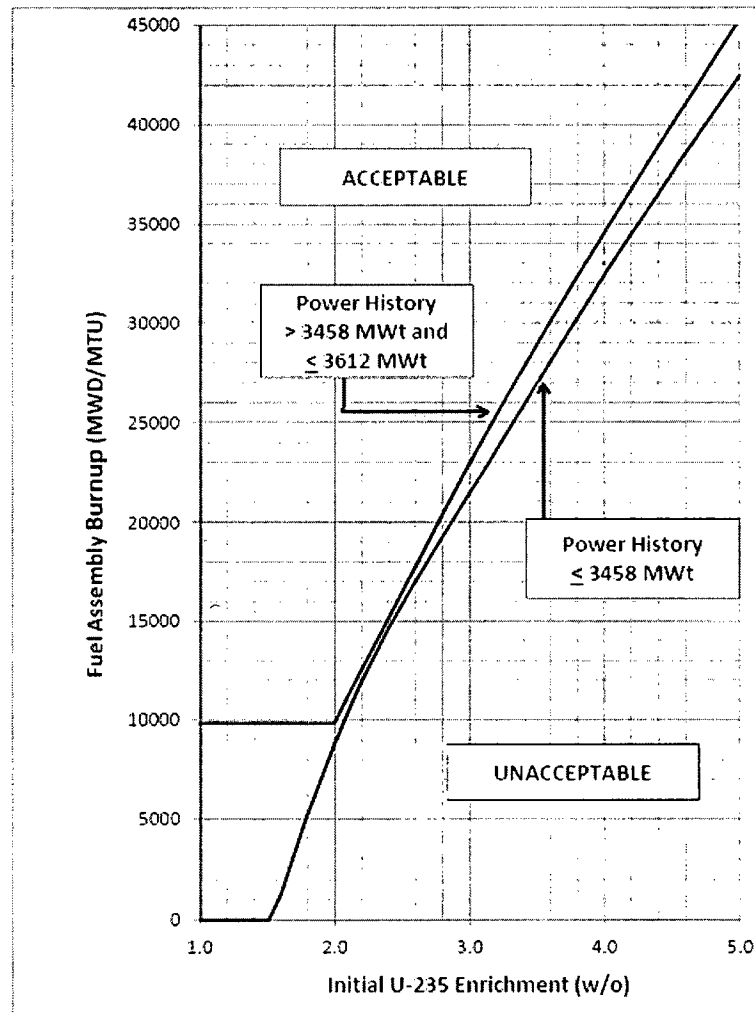 45000
40000
35000
30000
25000
20000
15000
10000
5000
0
Fuel Assembly Burnup (MWD/MTU)
ACCEPTABLE
Power History
> 3458 MWt and
≤ 3612 MWt
Power History
≤ 3458 MWt
UNACCEPTABLE
1.0 2.0 3.0 4.0 5.0
Initial U-235 Enrichment (w/o)